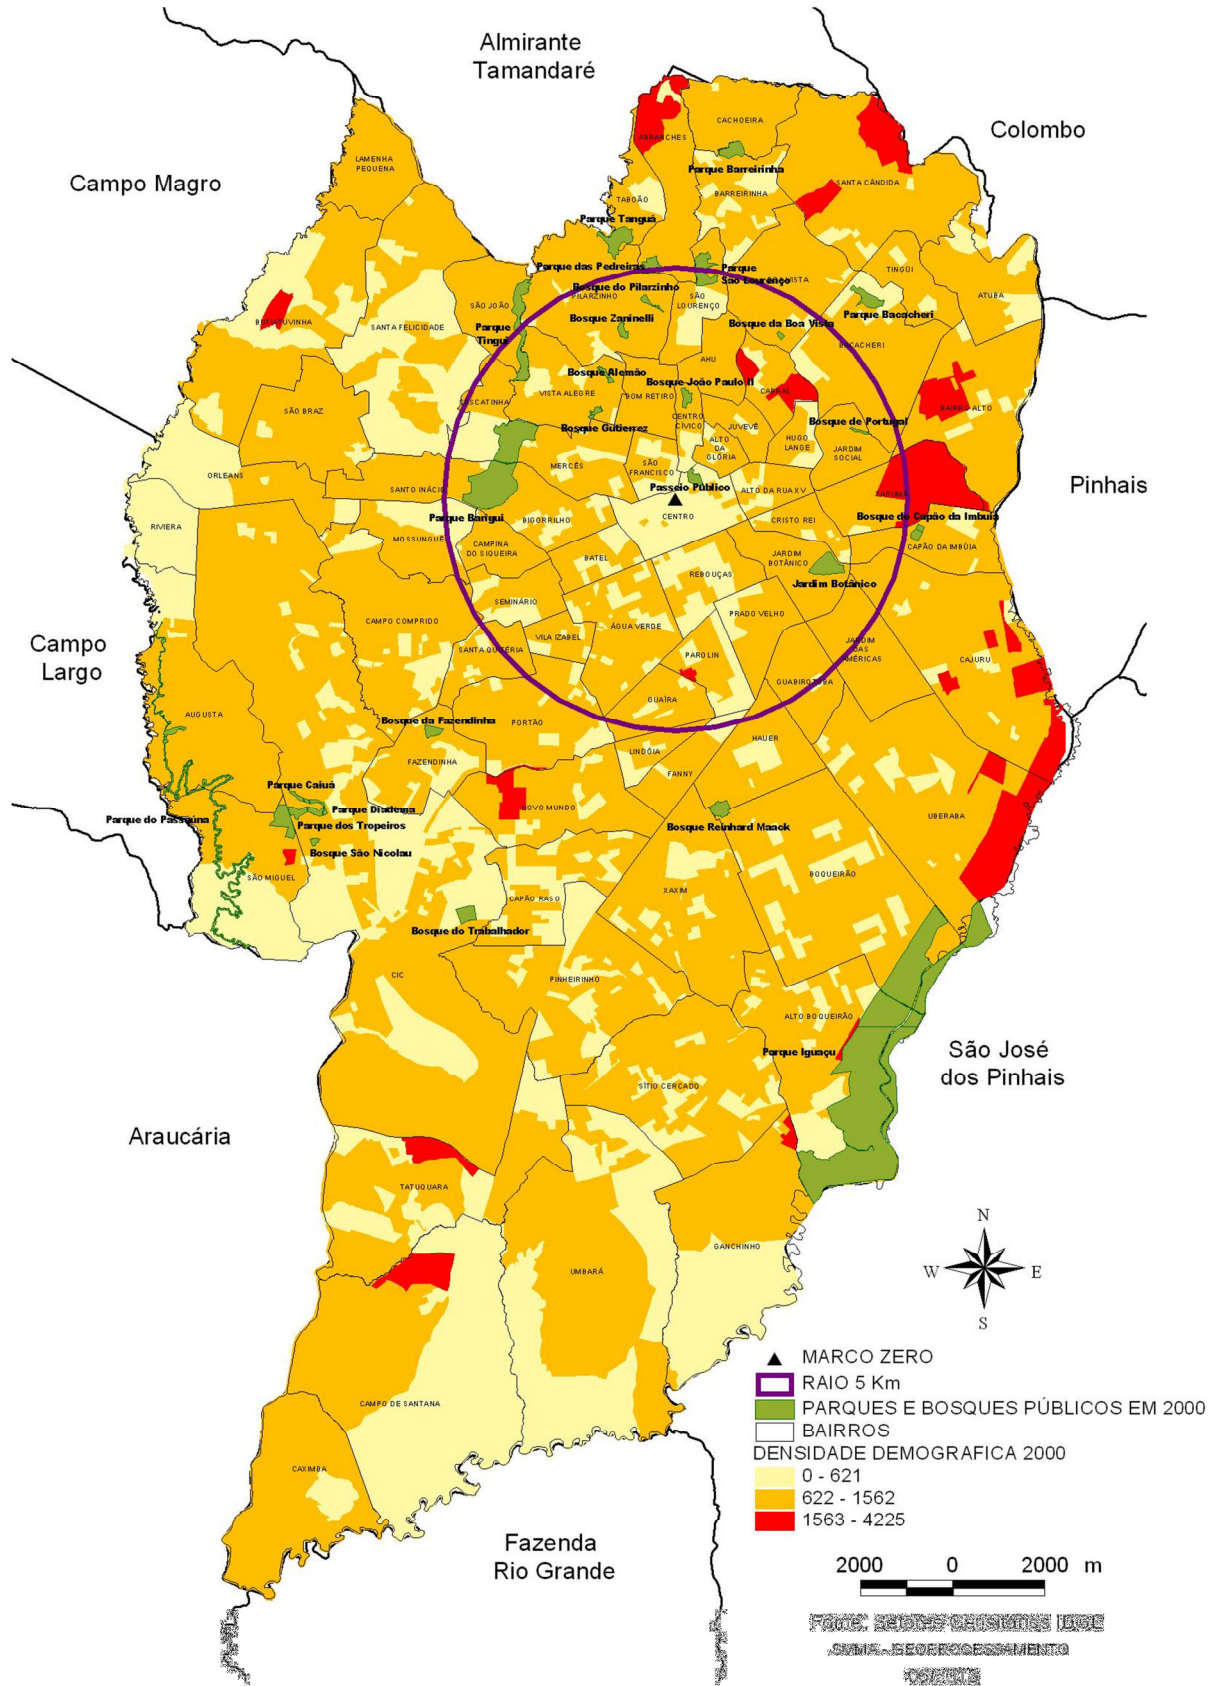 Almirante
Tamandaré
Colombo
Campo Magro
Pinhais
Campo
Largo
São José
dos Pinhais
Araucária
Fazenda
Rio Grande
LAMENHA
PEQUENA
ABRANCHES
CACHOEIRA
Parque Barreirinha
BARREIRINHA
SANTA CÂNDIDA
TABOÃO
Parque Tanguá
Parque das Pedreiras
Parque
São Lourenço
BOA VISTA
TINGÜI
ATUBA
Bosque do Pilarzinho
PILARZINHO
SÃO
LOURENÇO
Parque Bacacheri
BACACHERI
SÃO JOÃO
Parque
Tingui
Bosque Zaninelli
Bosque da Boa Vista
BUTIATUVINHA
SANTA FELICIDADE
AHU
Bosque Alemão
Bosque João Paulo II
CABRAL
VISTA ALEGRE
BOM RETIRO
CASCATINHA
SÃO BRAZ
BAIRRO ALTO
Bosque Gutierrez
CENTRO
CÍVICO
JUVEVÊ
ALTO
DA
GLÓRIA
HUGO
LANGE
Bosque de Portugal
JARDIM
SOCIAL
ORLEANS
MERCÊS
SÃO
FRANCISCO
SANTO INÁCIO
Passeio Público
ALTO DA RUA XV
TARUMÃ
RIVIERA
Parque Barigui
BIGORRILHO
CENTRO
CRISTO REI
Bosque do Capão da Imbuia
MOSSUNGUÊ
CAMPINA
DO SIQUEIRA
BATEL
JARDIM
BOTÂNICO
CAPÃO DA IMBÚIA
REBOUÇAS
Jardim Botânico
SEMINÁRIO
PRADO VELHO
CAMPO COMPRIDO
ÁGUA VERDE
VILA IZABEL
SANTA QUITÉRIA
PAROLIN
JARDIM
DAS
AMÉRICAS
CAJURU
GUABIROTUBA
GUAÍRA
AUGUSTA
Bosque da Fazendinha
PORTÃO
HAUER
LINDÓIA
FAZENDINHA
FANNY
Parque Caiuá
Parque Diadema
NOVO MUNDO
Parque do Passaúna
Parque dos Tropeiros
Bosque Reinhard Maack
UBERABA
Bosque São Nicolau
SÃO MIGUEL
BOQUEIRÃO
XAXIM
CAPÃO RASO
Bosque do Trabalhador
CIC
PINHEIRINHO
ALTO BOQUEIRÃO
Parque Iguaçu
SÍTIO CERCADO
TATUQUARA
GANCHINHO
UMBARÁ
CAMPO DE SANTANA
CAXIMBA
N
W E
S
MARCO ZERO
RAIO 5 Km
PARQUES E BOSQUES PÚBLICOS EM 2000
BAIRROS
DENSIDADE DEMOGRAFICA 2000
0 - 621
622 - 1562
1563 - 4225
2000 0 2000 m